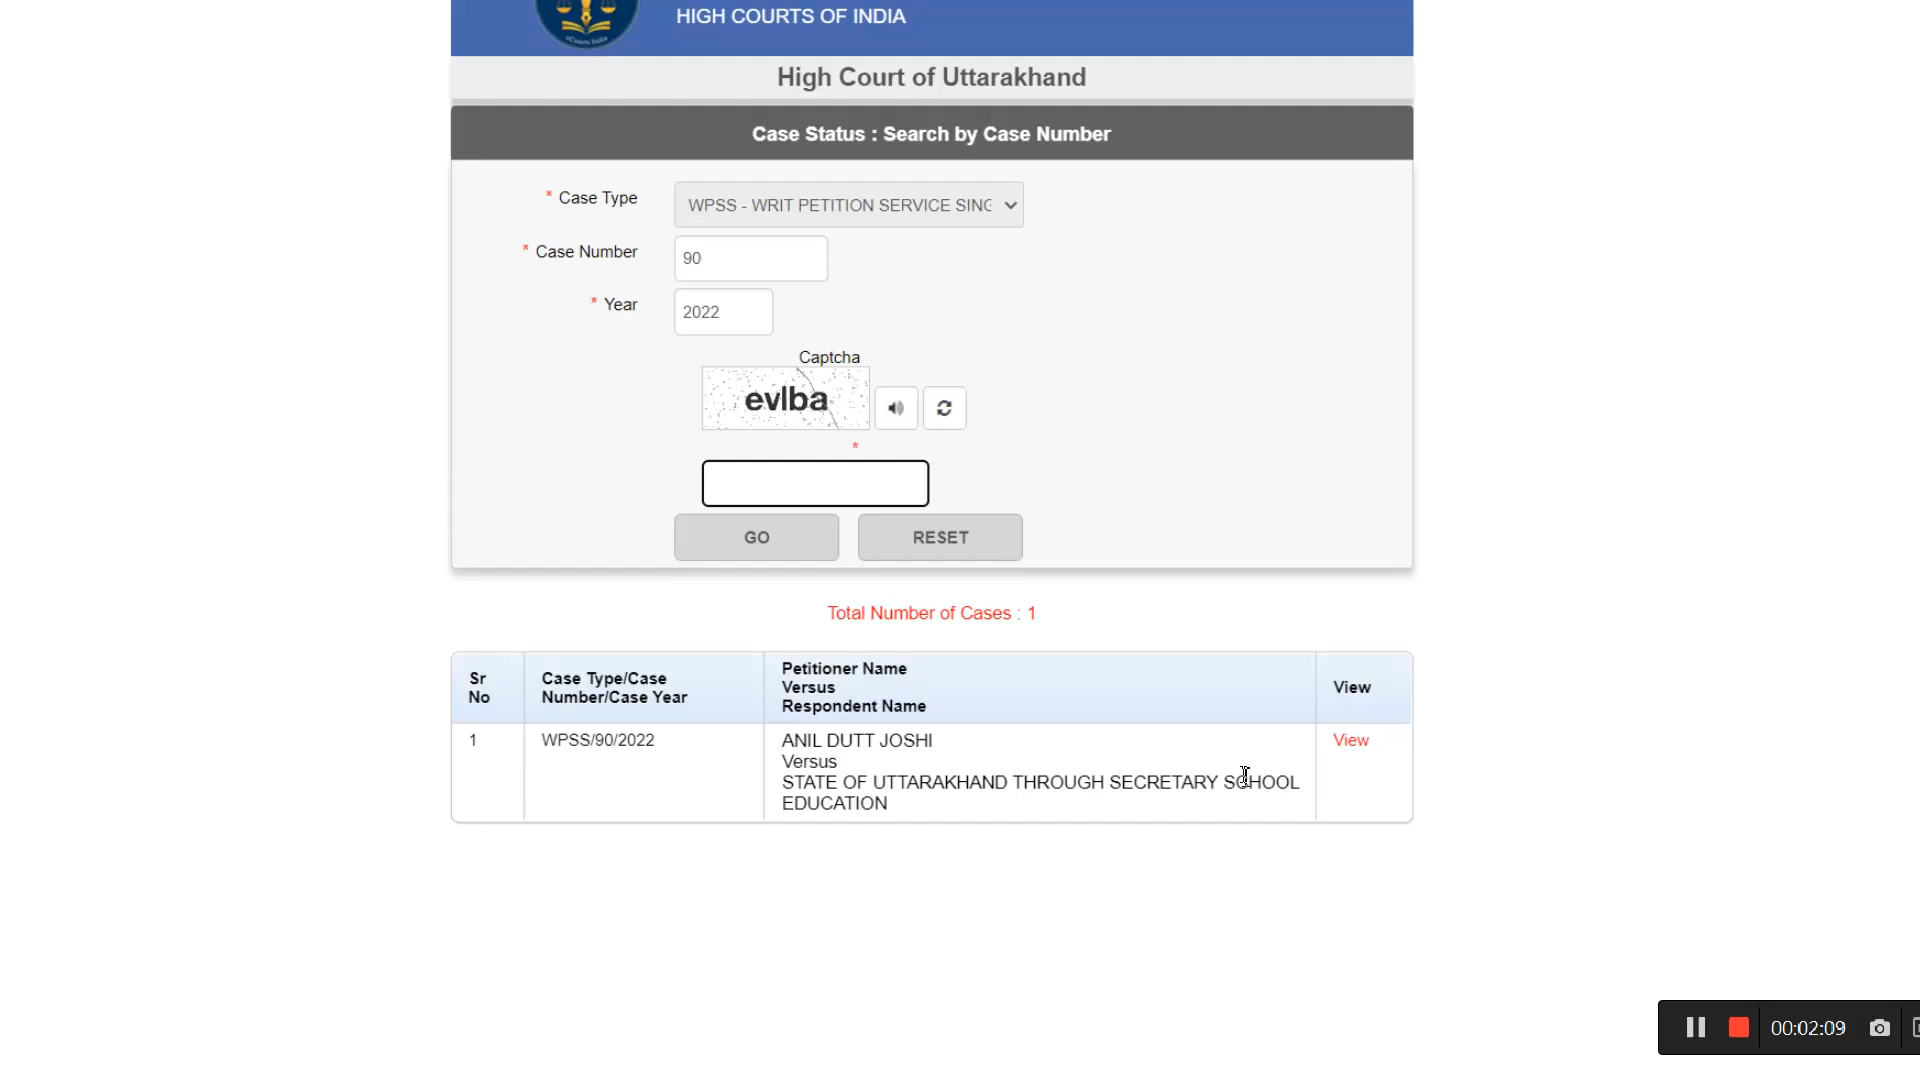 HIGH COURTS OF INDIA
eCourts India
High Court of Uttarakhand
Case Status : Search by Case Number
* Case Type
WPSS - WRIT PETITION SERVICE SING
* Case Number
90
* Year
2022
Captcha
evlba
*
GO RESET
Total Number of Cases : 1
Sr No
Case Type/Case
Number/Case Year
Petitioner Name
Versus
Respondent Name
View
1
WPSS/90/2022
ANIL DUTT JOSHI
Versus
STATE OF UTTARAKHAND THROUGH SECRETARY SCHOOL
EDUCATION
View
00:02:09